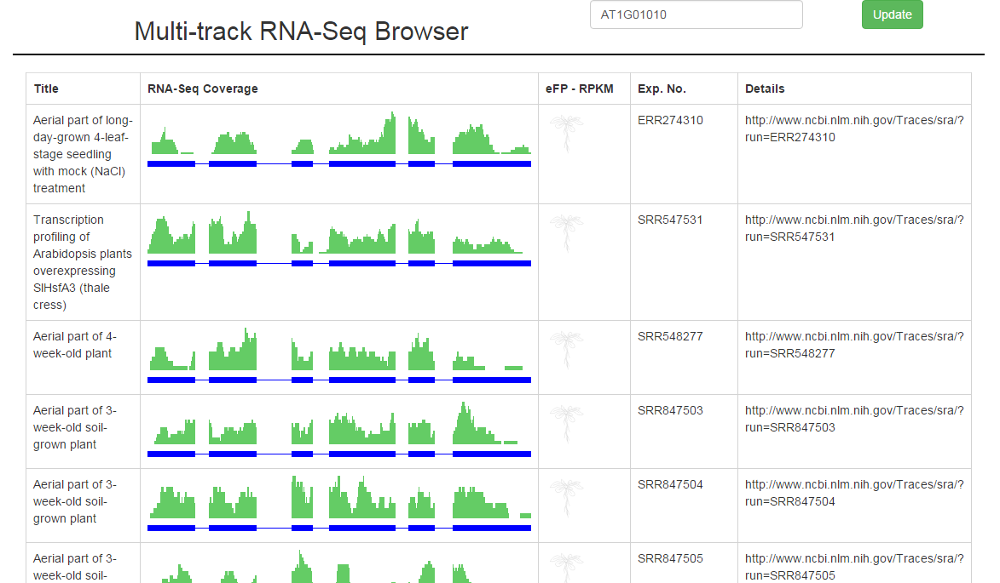 AT1G01010
Update
Multi-track RNA-Seq Browser
Title
RNA-Seq Coverage
eFP - RPKM
Exp. No.
Details
Aerial part of long-
day-grown 4-leaf-
stage seedling
with mock (NaCl)
treatment
ERR274310
http://www.ncbi.nlm.nih.gov/Traces/sra/?
run=ERR274310
Transcription
profiling of
Arabidopsis plants
overexpressing
SlHsfA3 (thale
cress)
SRR547531
http://www.ncbi.nlm.nih.gov/Traces/sra/?
run=SRR547531
Aerial part of 4-
week-old plant
SRR548277
http://www.ncbi.nlm.nih.gov/Traces/sra/?
run=SRR548277
Aerial part of 3-
week-old soil-
grown plant
SRR847503
http://www.ncbi.nlm.nih.gov/Traces/sra/?
run=SRR847503
Aerial part of 3-
week-old soil-
grown plant
SRR847504
http://www.ncbi.nlm.nih.gov/Traces/sra/?
run=SRR847504
Aerial part of 3-
week-old soil-
SRR847505
http://www.ncbi.nlm.nih.gov/Traces/sra/?
run=SRR847505